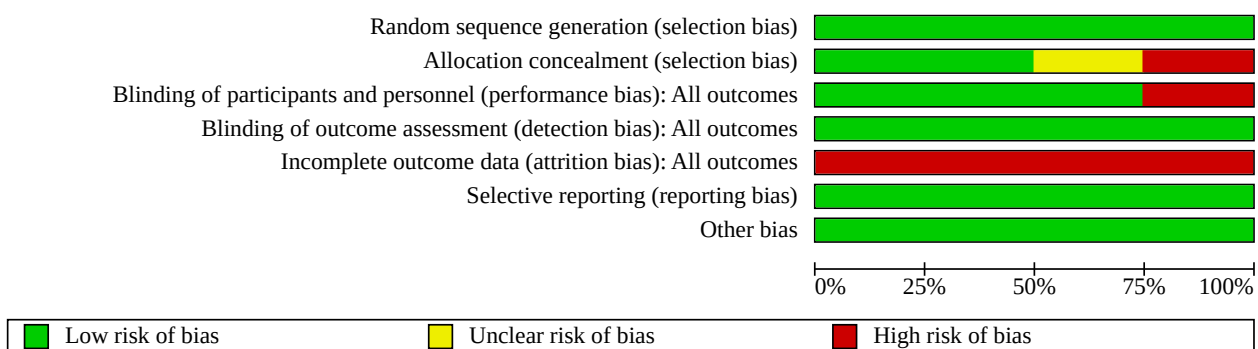 Random sequence generation (selection bias)
Allocation concealment (selection bias)
Blinding of participants and personnel (performance bias): All outcomes
Blinding of outcome assessment (detection bias): All outcomes
Incomplete outcome data (attrition bias): All outcomes
Selective reporting (reporting bias)
Other bias
0% 25% 50% 75% 100%
Low risk of bias Unclear risk of bias High risk of bias